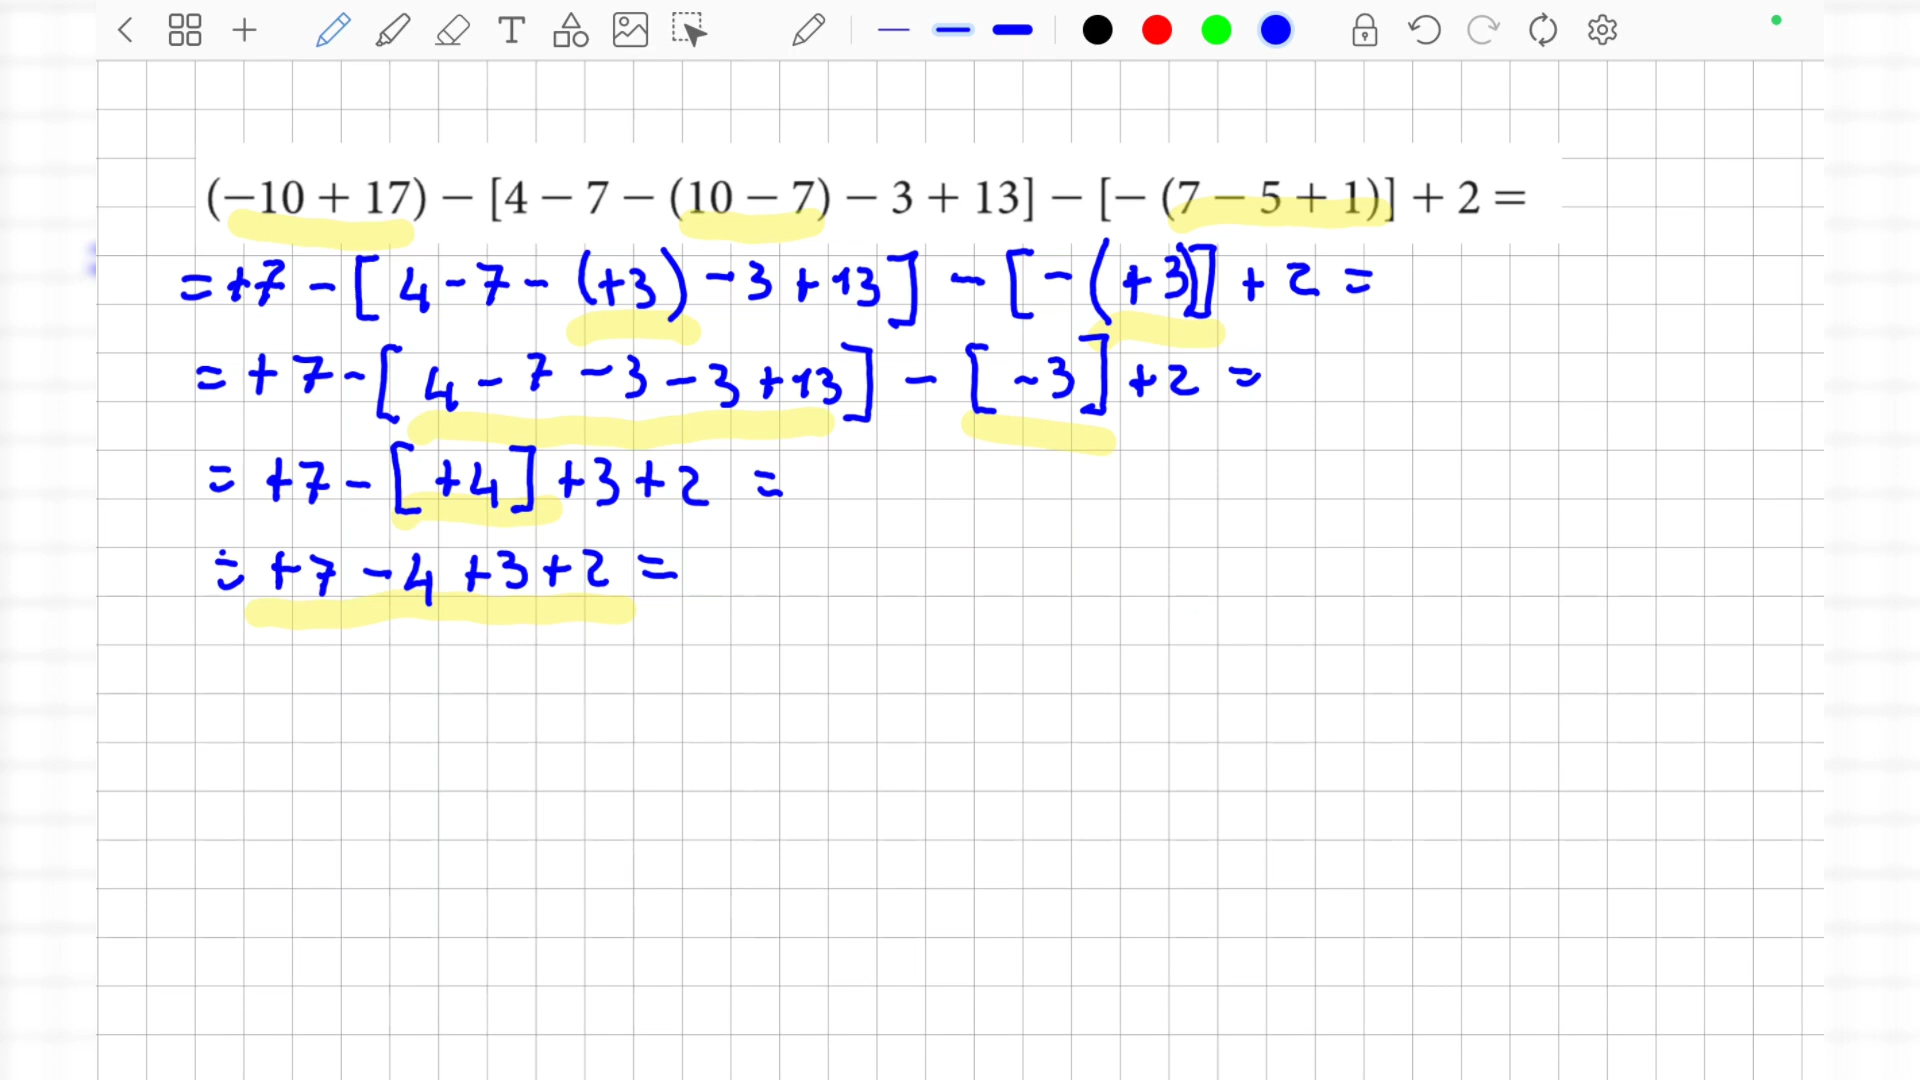 (−10 + 17) − [4 − 7 − (10 − 7) − 3 + 13] − [− (7 − 5 + 1)] + 2 =
= +7 - [ 4 - 7 - (+3) - 3 + 13 ] - [ - ( +3)] + 2 =
= + 7 - [ 4 - 7 - 3 - 3 + 13 ] - [ - 3 ] + 2 =
= +7 - [ +4 ] + 3 + 2 =
= +7 - 4 + 3 + 2 =